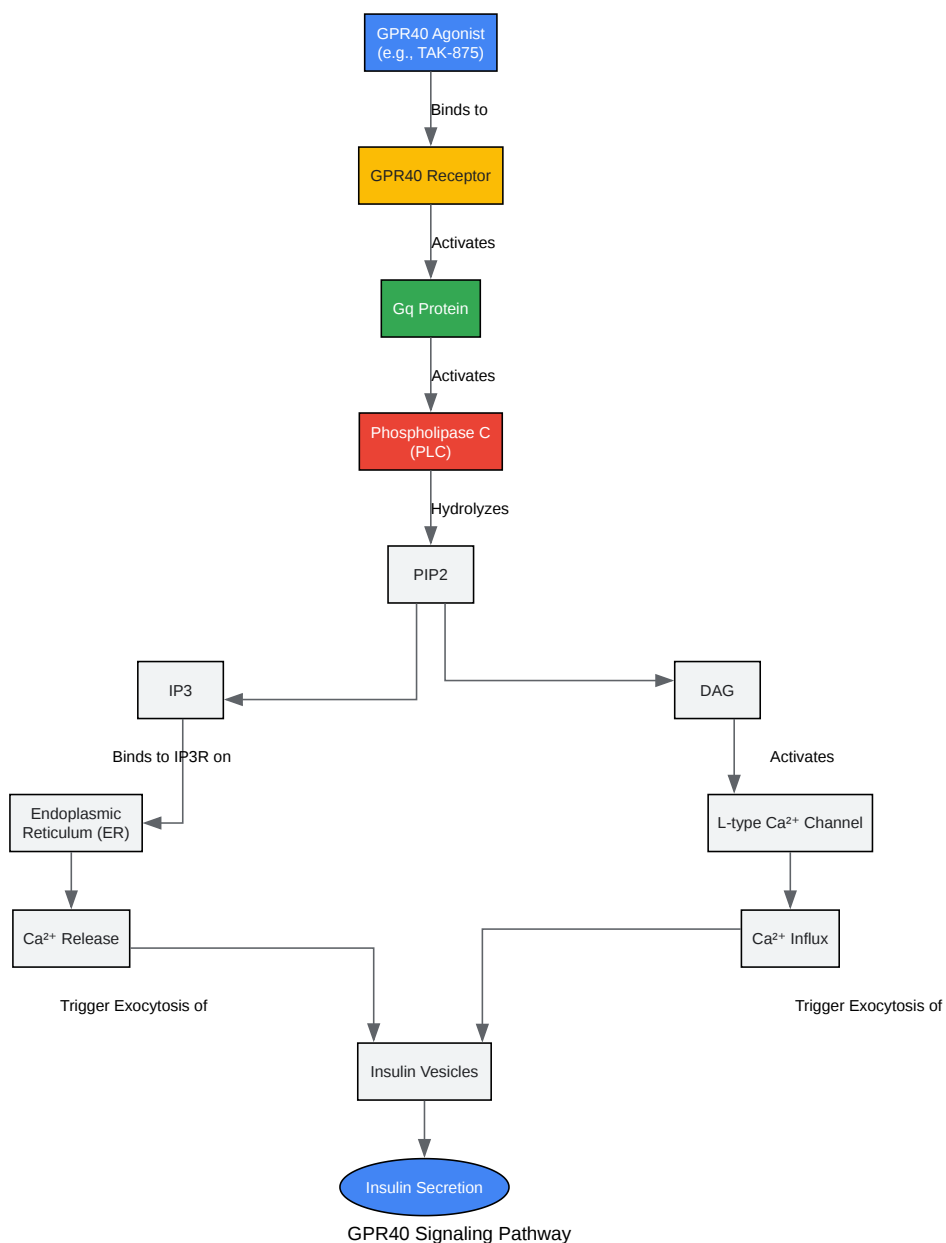 GPR40 Agonist
(e.g., TAK-875)
Binds to
GPR40 Receptor
Activates
Gq Protein
Activates
Phospholipase C
(PLC)
Hydrolyzes
PIP2
IP3
DAG
Binds to IP3R on
Activates
Endoplasmic
Reticulum (ER)
L-type Ca²⁺ Channel
Ca²⁺ Release
Ca²⁺ Influx
Trigger Exocytosis of
Trigger Exocytosis of
Insulin Vesicles
Insulin Secretion
GPR40 Signaling Pathway